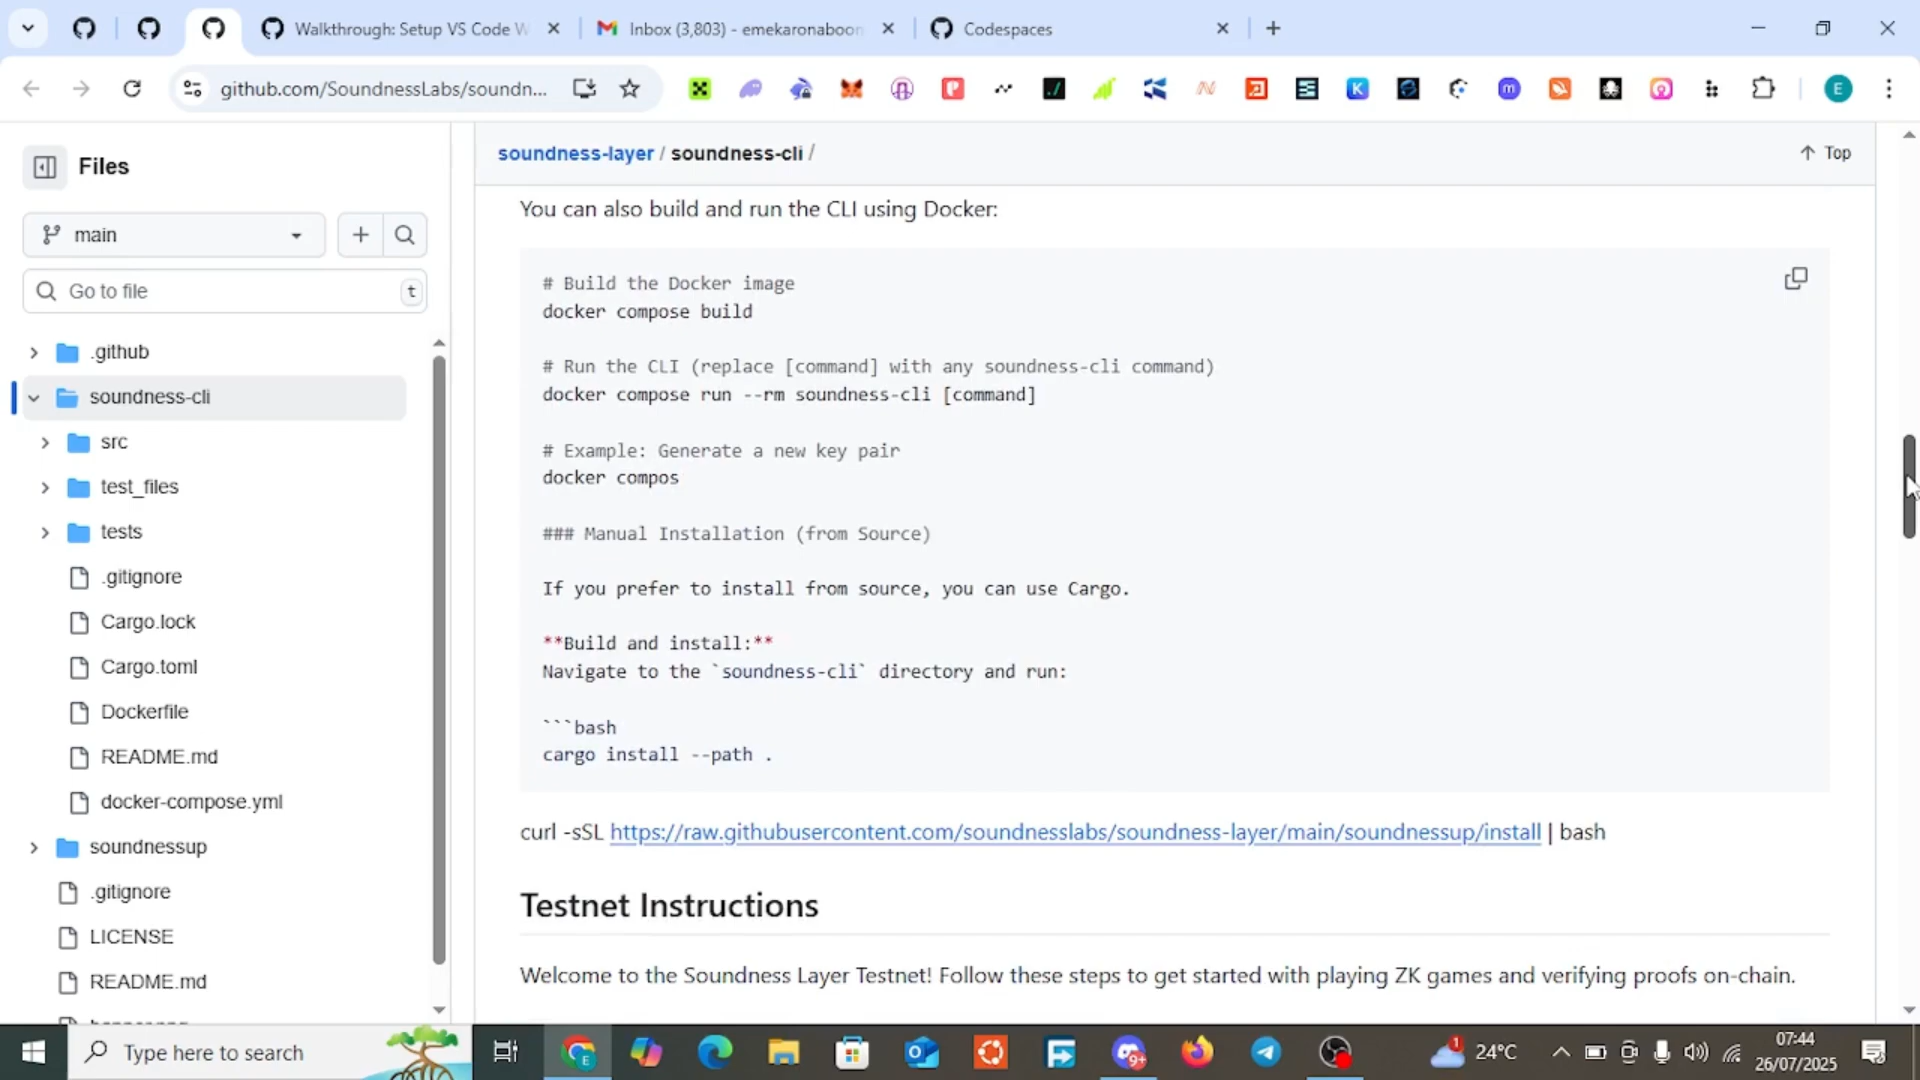 Walkthrough: Setup VS Code W
Inbox (3,803) - emekaronaboon
Codespaces
github.com/SoundnessLabs/soundn...
E
Files
main
Go to file
t
.github
soundness-cli
src
test_files
tests
.gitignore
Cargo.lock
Cargo.toml
Dockerfile
README.md
docker-compose.yml
soundnessup
.gitignore
LICENSE
README.md
soundness-layer / soundness-cli /
Top
You can also build and run the CLI using Docker:
# Build the Docker image
docker compose build
# Run the CLI (replace [command] with any soundness-cli command)
docker compose run --rm soundness-cli [command]
# Example: Generate a new key pair
docker compos
### Manual Installation (from Source)
If you prefer to install from source, you can use Cargo.
**Build and install:**
Navigate to the `soundness-cli` directory and run:
```bash
cargo install --path .
curl -sSL https://raw.githubusercontent.com/soundnesslabs/soundness-layer/main/soundnessup/install | bash
Testnet Instructions
Welcome to the Soundness Layer Testnet! Follow these steps to get started with playing ZK games and verifying proofs on-chain.
Type here to search
9+
1
24°C
07:44
26/07/2025